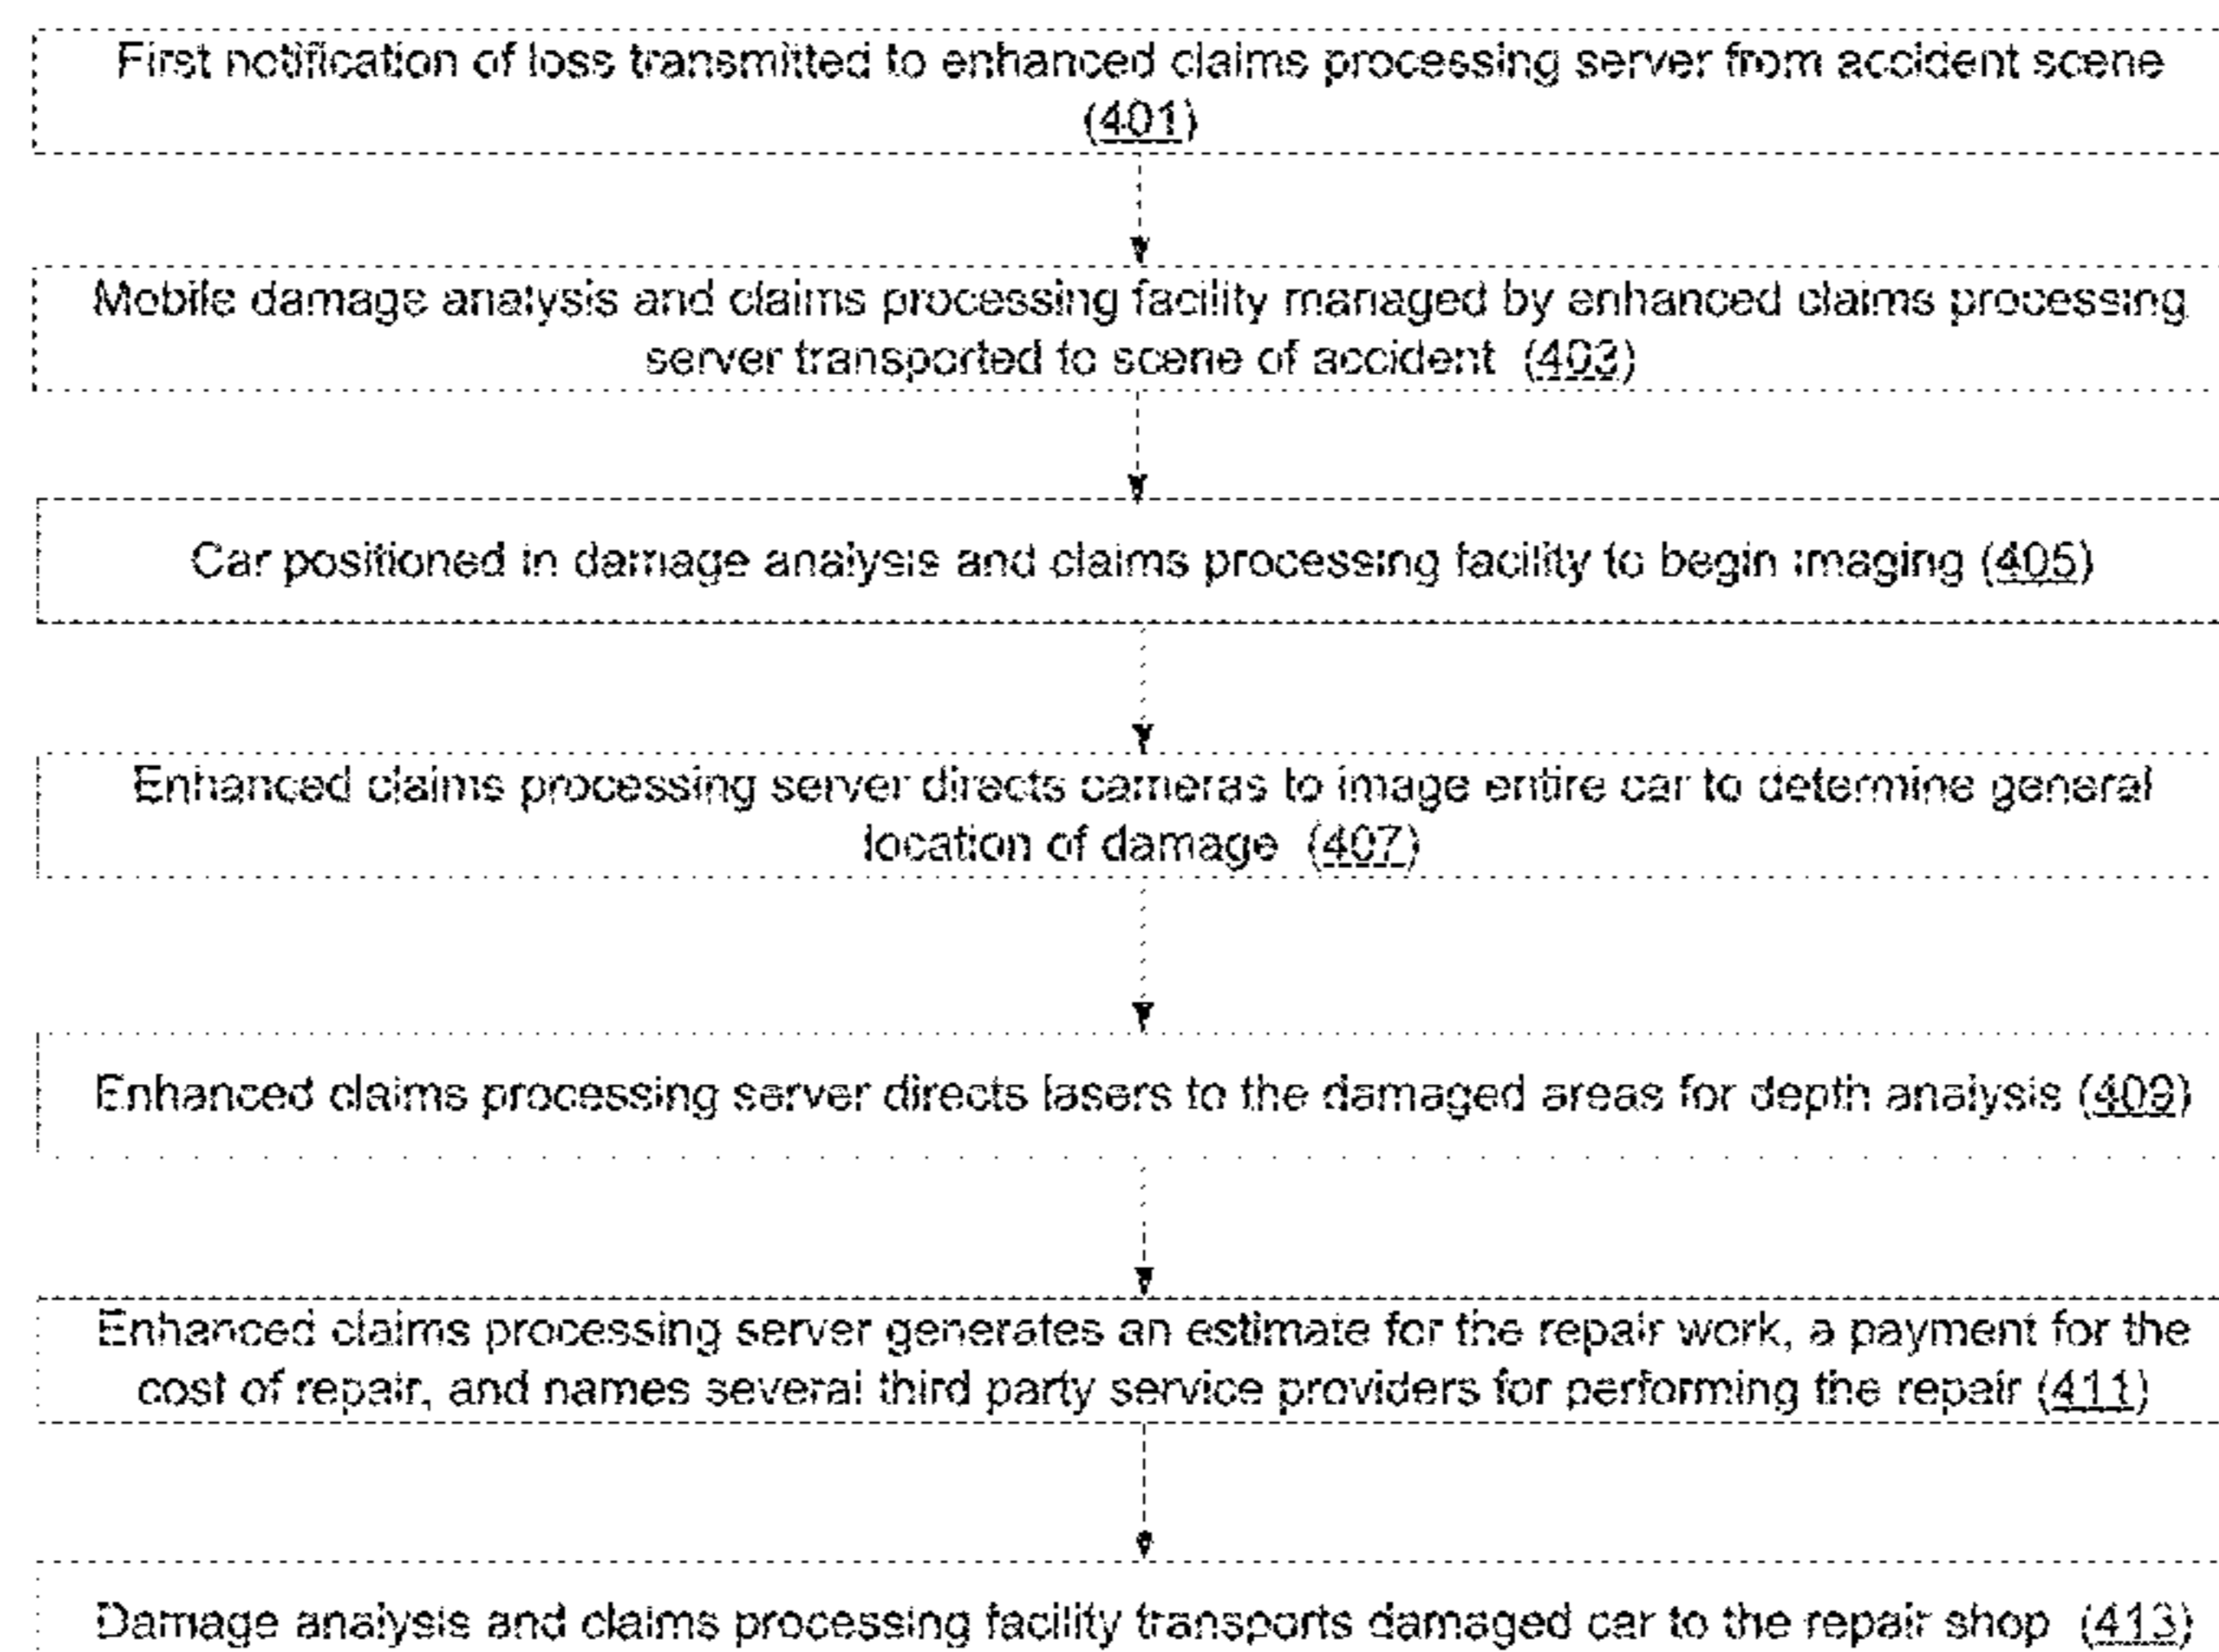 First notification of loss transmitted to enhanced claims processing server from accident scene
(401)
Mobile damage analysis and claims processing facility managed by enhanced claims processing
server transported to scene of accident (403)
Car positioned in damage analysis and claims processing facility to begin imaging (405)
Enhanced claims processing server directs cameras to image entire car to determine general
location of damage (407)
Enhanced claims processing server directs lasers to the damaged areas for depth analysis (409)
Enhanced claims processing server generates an estimate for the repair work, a payment for the
cost of repair, and names several third party service providers for performing the repair (411)
Damage analysis and claims processing facility transports damaged car to the repair shop (413)